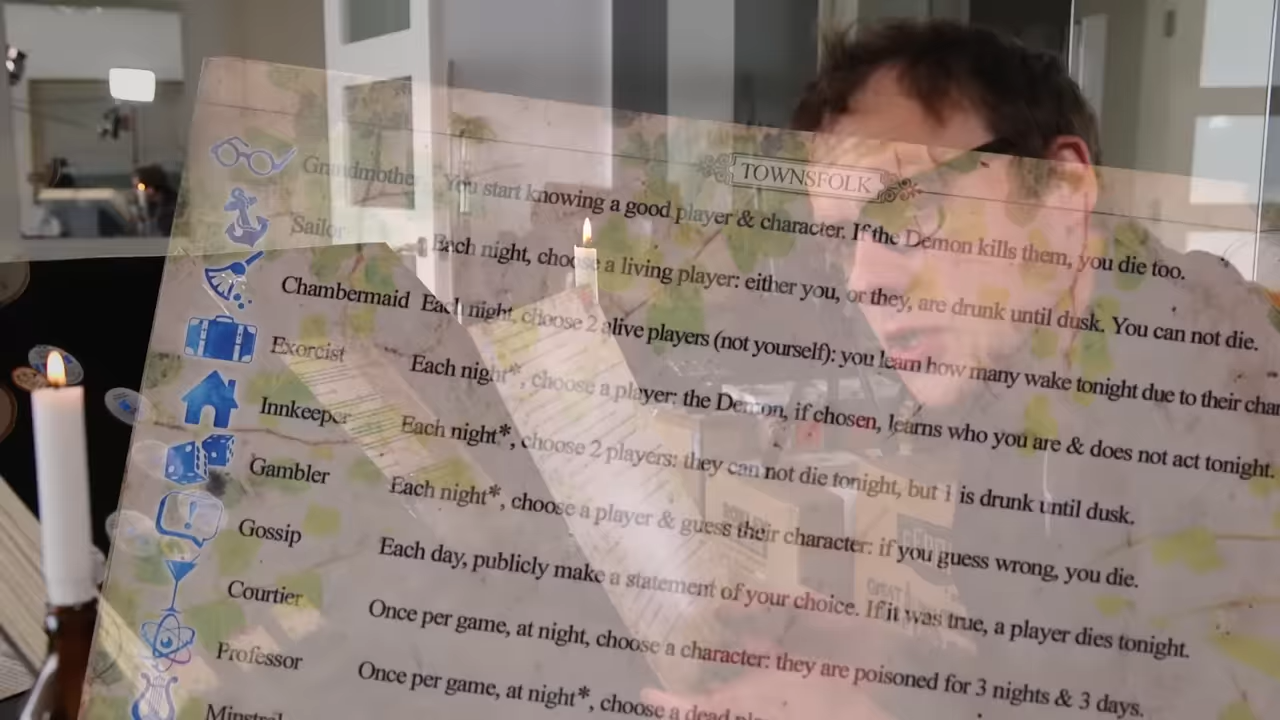 TOWNSFOLK
Grandmother You start knowing a good player & character. If the Demon kills them, you die too.
Sailor Each night, choose a living player: either you, or they, are drunk until dusk. You can not die.
Chambermaid Each night, choose 2 alive players (not yourself): you learn how many wake tonight due to their char
Exorcist Each night*, choose a player: the Demon, if chosen, learns who you are & does not act tonight.
Innkeeper Each night*, choose 2 players: they can not die tonight, but 1 is drunk until dusk.
Gambler Each night*, choose a player & guess their character: if you guess wrong, you die.
Gossip Each day, publicly make a statement of your choice. If it was true, a player dies tonight.
Courtier Once per game, at night, choose a character: they are poisoned for 3 nights & 3 days.
Professor Once per game, at night*, choose a dead pl
Minstrel